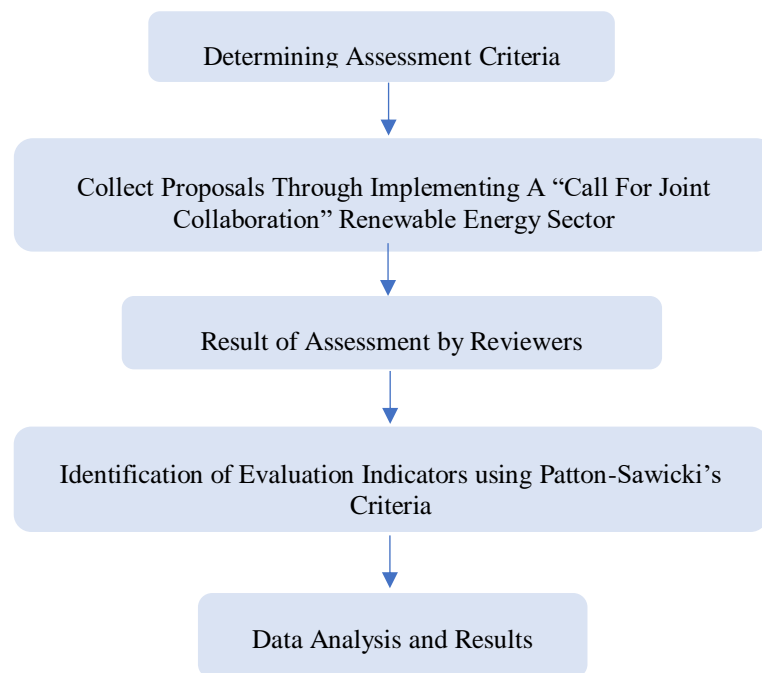 Determining Assessment Criteria
Collect Proposals Through Implementing A “Call For Joint
Collaboration” Renewable Energy Sector
Result of Assessment by Reviewers
Identification of Evaluation Indicators using Patton-Sawicki’s
Criteria
Data Analysis and Results